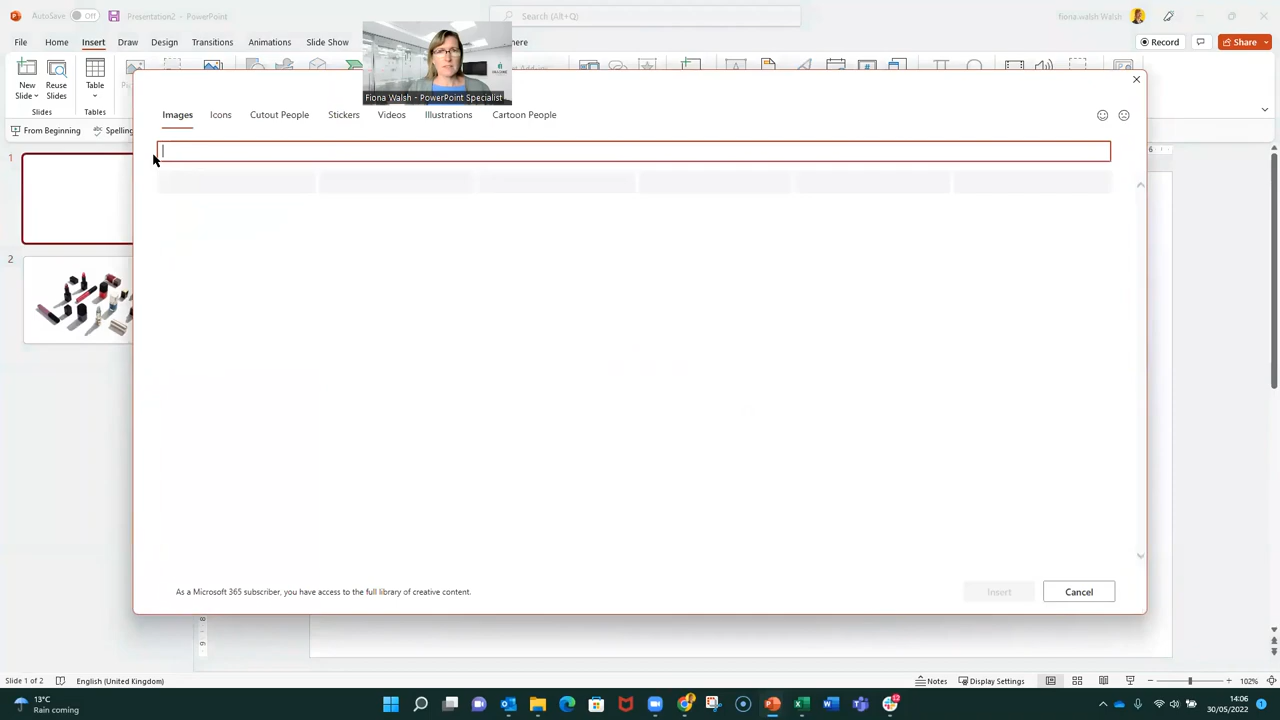 AutoSave Off Presentation2 - PowerPoint Search (Alt+Q) fiona.walsh Walsh
File Home Insert Draw Design Transitions Animations Slide Show Record Share
New Slide Reuse Slides Table
Slides Tables
From Beginning Spelling
Fiona Walsh - PowerPoint Specialist
Images Icons Cutout People Stickers Videos Illustrations Cartoon People
1
2
As a Microsoft 365 subscriber, you have access to the full library of creative content. Insert Cancel
Slide 1 of 2 English (United Kingdom) Notes Display Settings 102%
13°C
Rain coming
14:06
30/05/2022